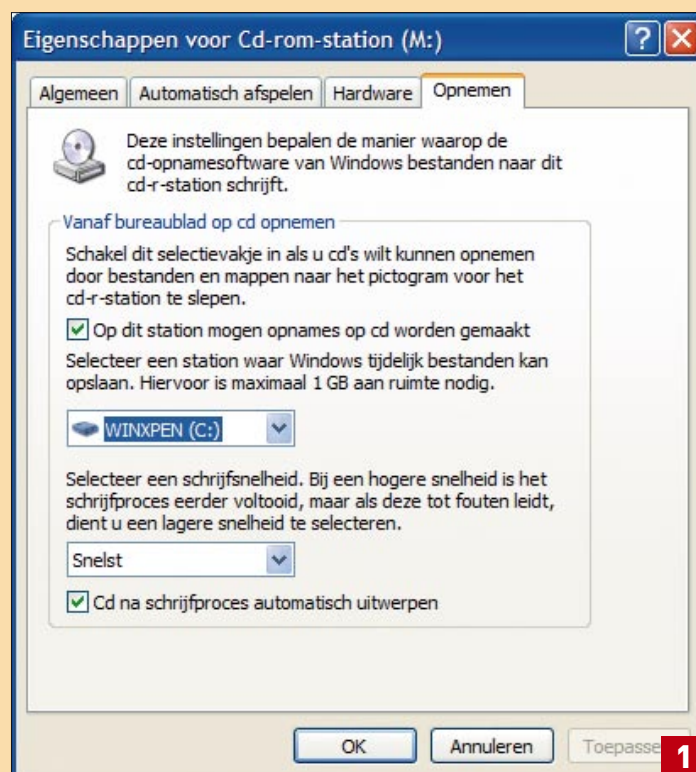 Eigenschappen voor Cd-rom-station (M:)
Algemeen Automatisch afspelen Hardware Opnemen
Deze instellingen bepalen de manier waarop de
cd-opnamesoftware van Windows bestanden naar dit
cd-r-station schrijft.
Vanaf bureaublad op cd opnemen
Schakel dit selectievakje in als u cd's wilt kunnen opnemen
door bestanden en mappen naar het pictogram voor het
cd-r-station te slepen.
Op dit station mogen opnames op cd worden gemaakt
Selecteer een station waar Windows tijdelijk bestanden kan
opslaan. Hiervoor is maximaal 1 GB aan ruimte nodig.
WINXPEN (C:)
Selecteer een schrijfsnelheid. Bij een hogere snelheid is het
schrijfproces eerder voltooid, maar als deze tot fouten leidt,
dient u een lagere snelheid te selecteren.
Snelst
Cd na schrijfproces automatisch uitwerpen
OK Annuleren Toepasse
1